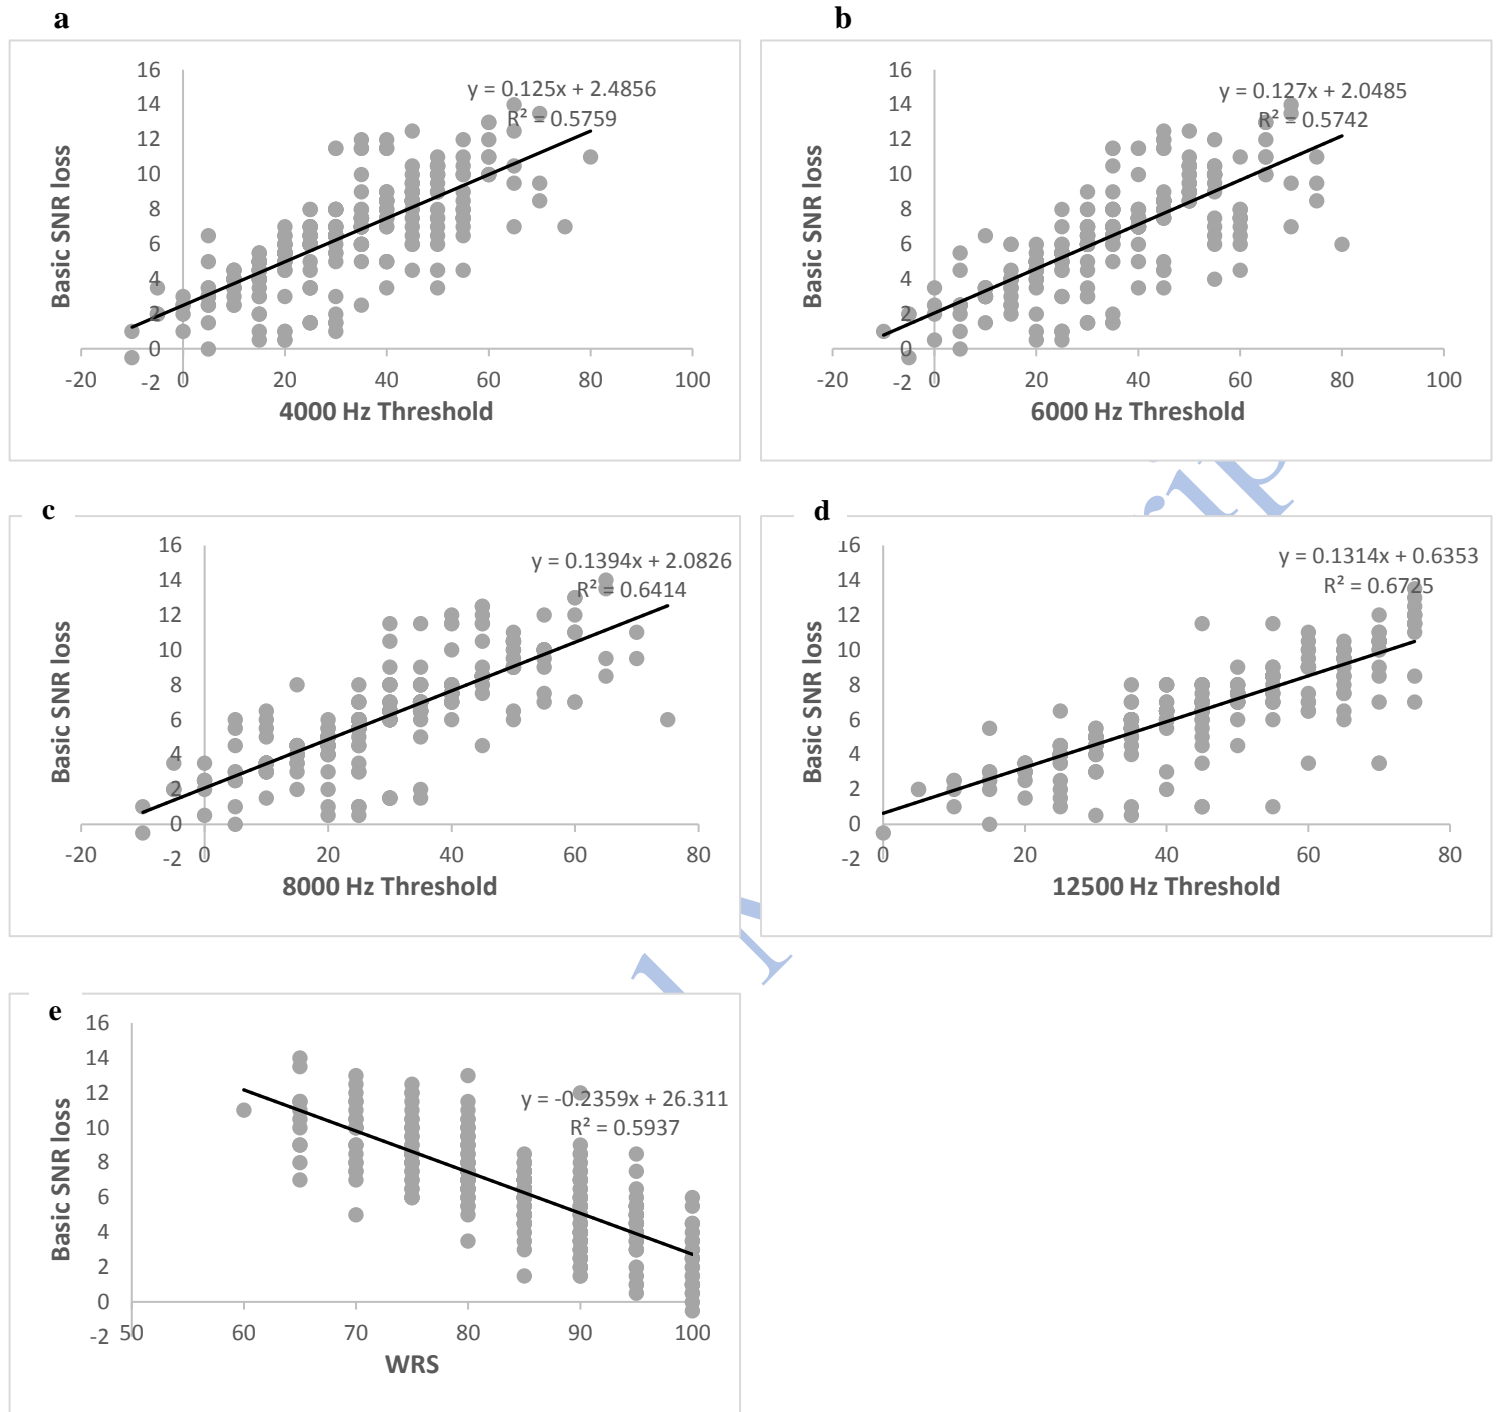 a
16
14
12
10
8
6
4
2
0
-2
-20 0 20 40 60 80 100
y = 0.125x + 2.4856
R² = 0.5759
Basic SNR loss
4000 Hz Threshold
b
16
14
12
10
8
6
4
2
0
-2
-20 0 20 40 60 80 100
y = 0.127x + 2.0485
R² = 0.5742
Basic SNR loss
6000 Hz Threshold
c
16
14
12
10
8
6
4
2
0
-2
-20 0 20 40 60 80
y = 0.1394x + 2.0826
R² = 0.6414
Basic SNR loss
8000 Hz Threshold
d
16
14
12
10
8
6
4
2
0
-2
0 20 40 60 80
y = 0.1314x + 0.6353
R² = 0.6725
Basic SNR loss
12500 Hz Threshold
e
16
14
12
10
8
6
4
2
0
-2
50 60 70 80 90 100
y = -0.2359x + 26.311
R² = 0.5937
Basic SNR loss
WRS